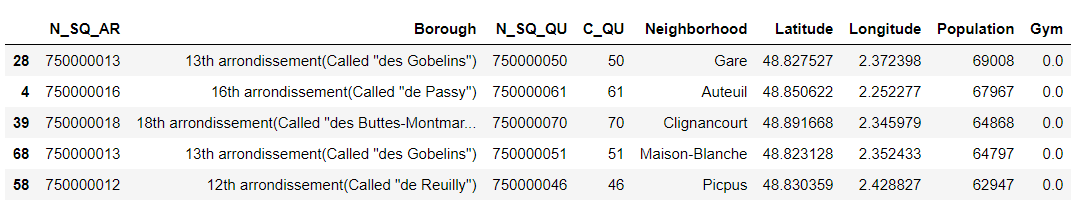 N_SQ_AR Borough N_SQ_QU C_QU Neighborhood Latitude Longitude Population Gym
28 750000013 13th arrondissement(Called "des Gobelins") 750000050 50 Gare 48.827527 2.372398 69008 0.0
4 750000016 16th arrondissement(Called "de Passy") 750000061 61 Auteuil 48.850622 2.252277 67967 0.0
39 750000018 18th arrondissement(Called "des Buttes-Montmar... 750000070 70 Clignancourt 48.891668 2.345979 64868 0.0
68 750000013 13th arrondissement(Called "des Gobelins") 750000051 51 Maison-Blanche 48.823128 2.352433 64797 0.0
58 750000012 12th arrondissement(Called "de Reuilly") 750000046 46 Picpus 48.830359 2.428827 62947 0.0